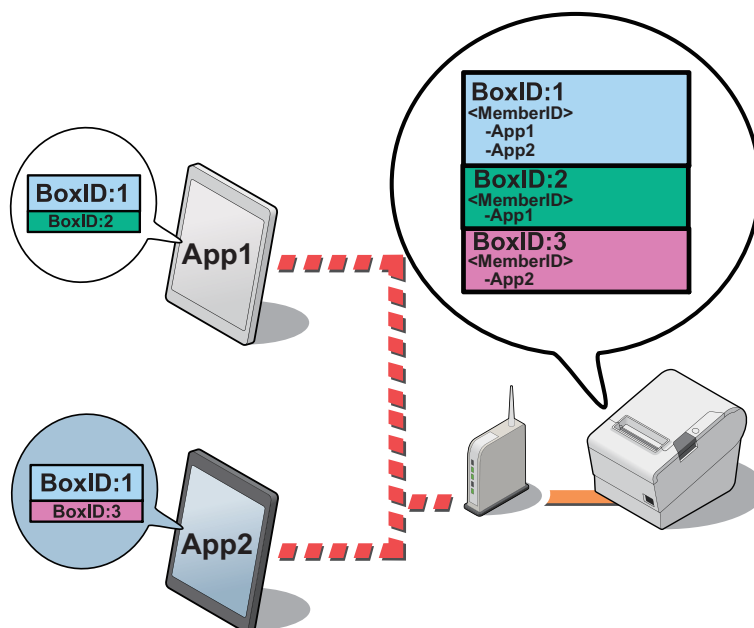 BoxID:1
<MemberID>
-App1
-App2
BoxID:2
<MemberID>
-App1
BoxID:3
<MemberID>
-App2
BoxID:1
BoxID:2
App1
BoxID:1
BoxID:3
App2